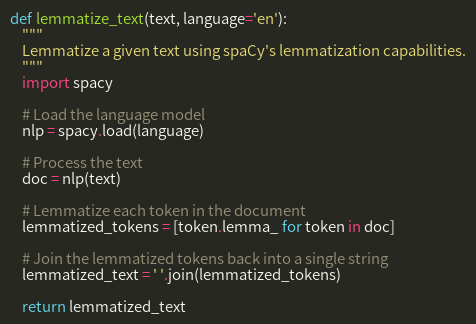 def lemmatize_text(text, language='en'):
    """
    Lemmatize a given text using spaCy's lemmatization capabilities.
    """
    import spacy
    # Load the language model
    nlp = spacy.load(language)
    # Process the text
    doc = nlp(text)
    # Lemmatize each token in the document
    lemmatized_tokens = [token.lemma_ for token in doc]
    # Join the lemmatized tokens back into a single string
    lemmatized_text = ' '.join(lemmatized_tokens)
    return lemmatized_text